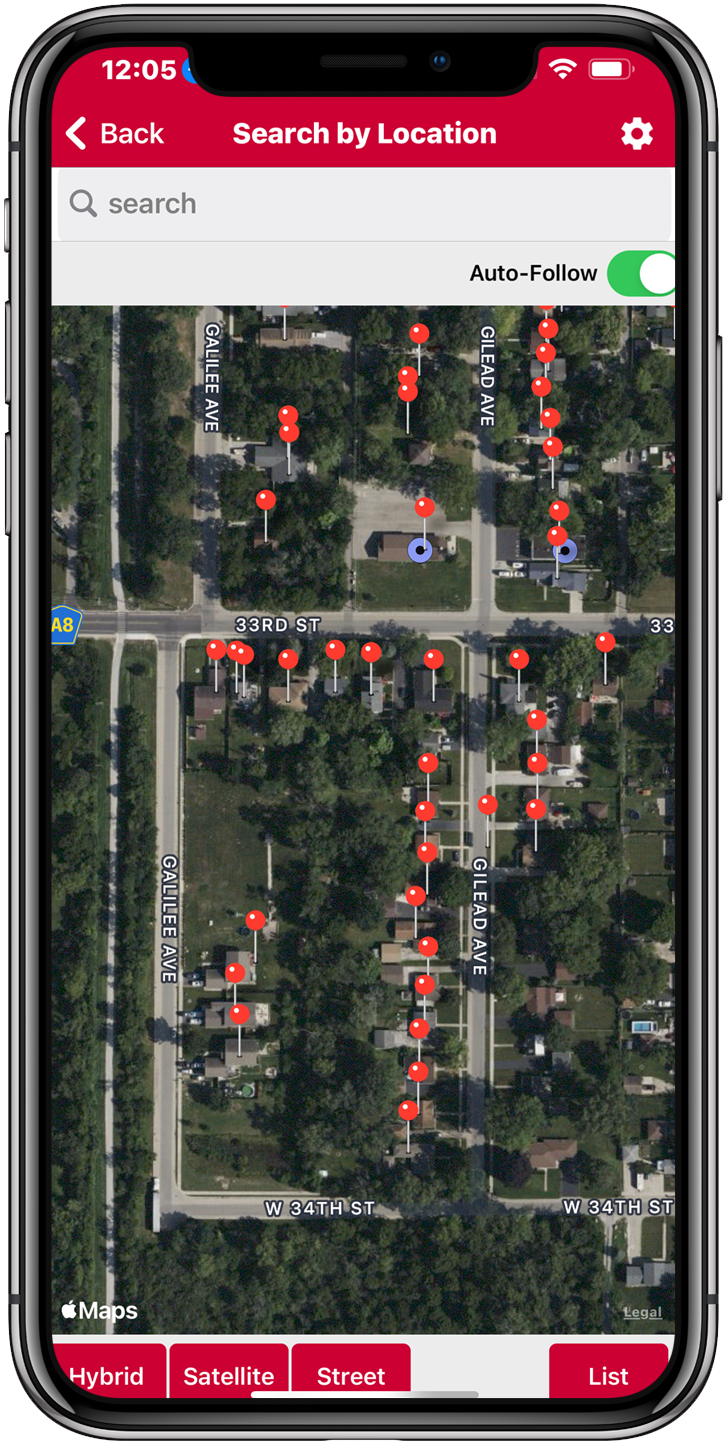 12:05
Back
Search by Location
search
Auto-Follow
GALILEE AVE
GILEAD AVE
A8
33RD ST
33
GALILEE AVE
GILEAD AVE
W 34TH ST
W 34TH ST
Maps
Legal
Hybrid
Satellite
Street
List